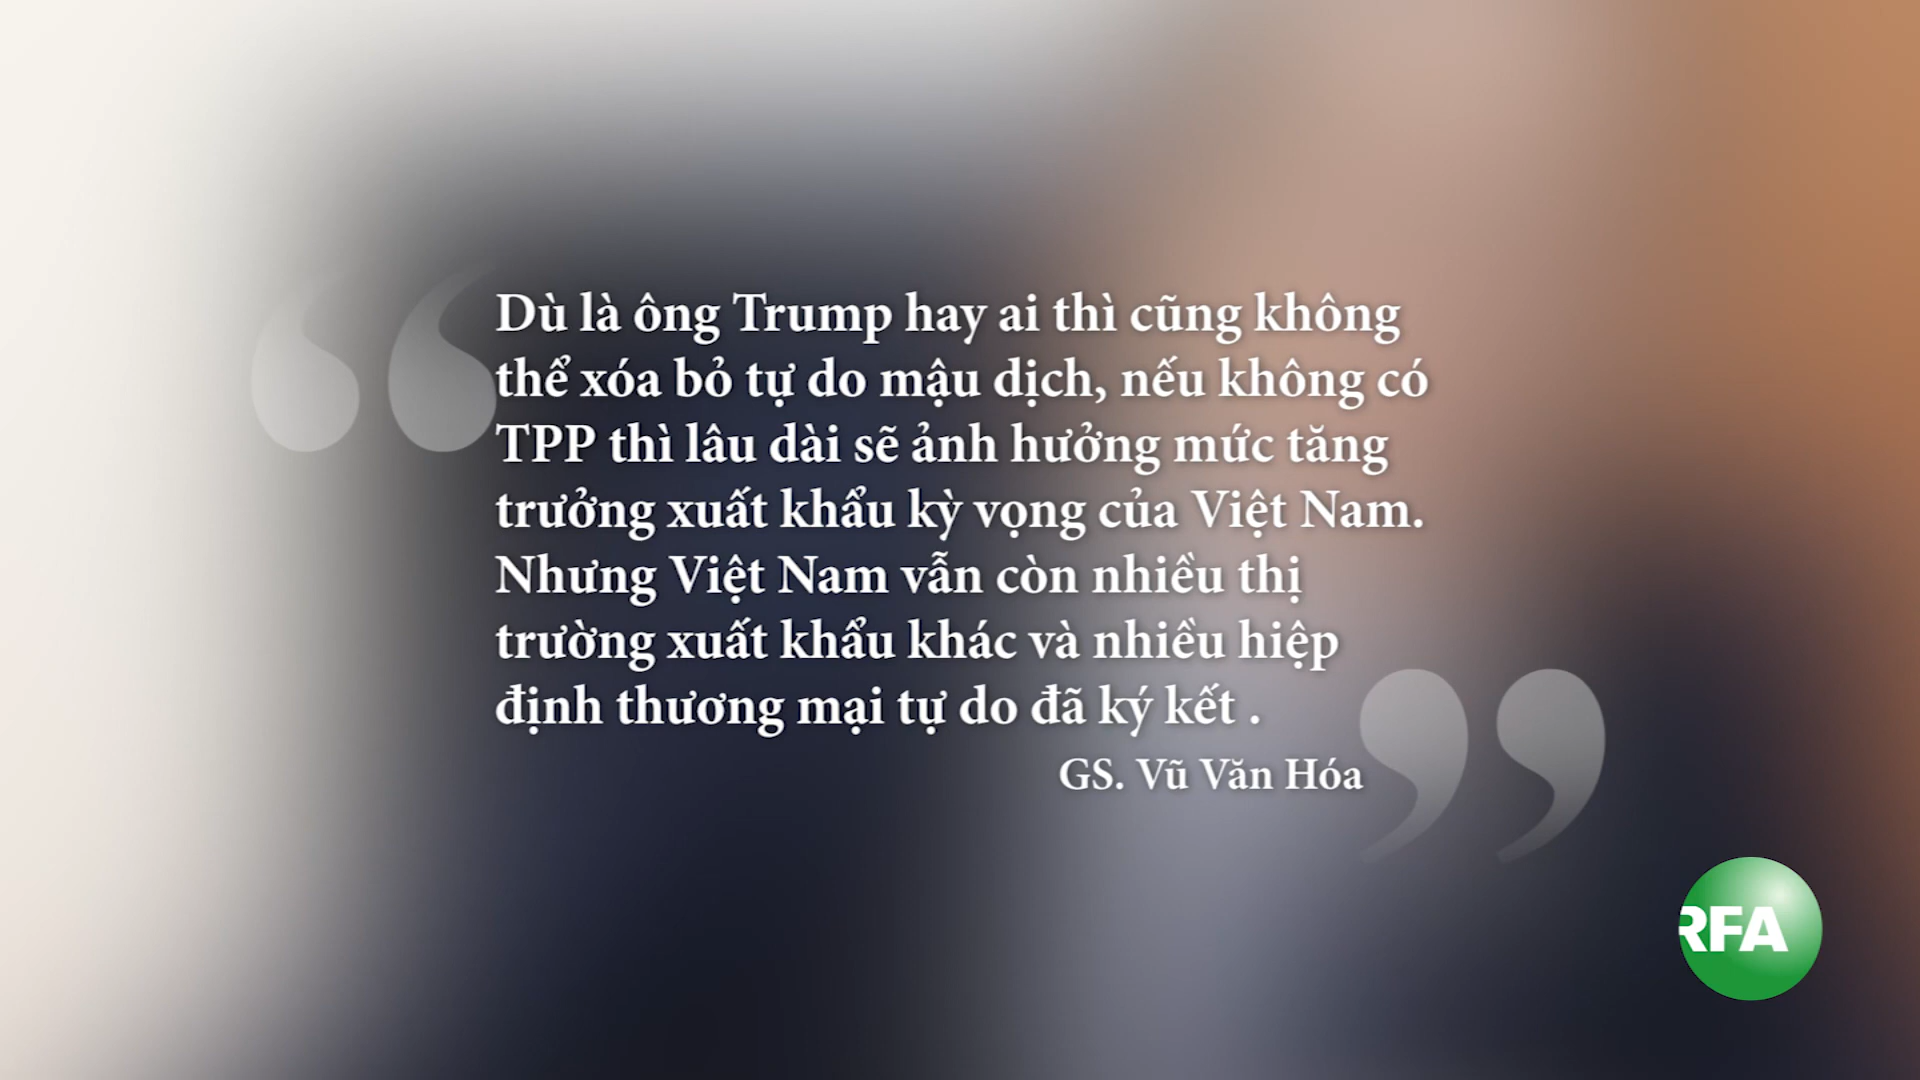 Dù là ông Trump hay ai thì cũng không
thể xóa bỏ tự do mậu dịch, nếu không có
TPP thì lâu dài sẽ ảnh hưởng mức tăng
trưởng xuất khẩu kỳ vọng của Việt Nam.
Nhưng Việt Nam vẫn còn nhiều thị
trường xuất khẩu khác và nhiều hiệp
định thương mại tự do đã ký kết .
GS. Vũ Văn Hóa
RFA